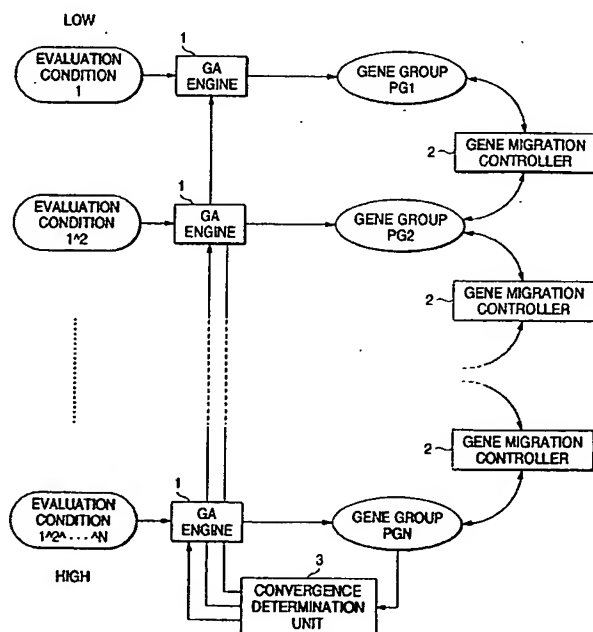 LOW
EVALUATION
CONDITION
1
1
GA
ENGINE
GENE GROUP
PG1
2
GENE MIGRATION
CONTROLLER
EVALUATION
CONDITION
1^2
1
GA
ENGINE
GENE GROUP
PG2
2
GENE MIGRATION
CONTROLLER
2
GENE MIGRATION
CONTROLLER
EVALUATION
CONDITION
1^2^....^N
1
GA
ENGINE
GENE GROUP
PGN
HIGH
3
CONVERGENCE
DETERMINATION
UNIT